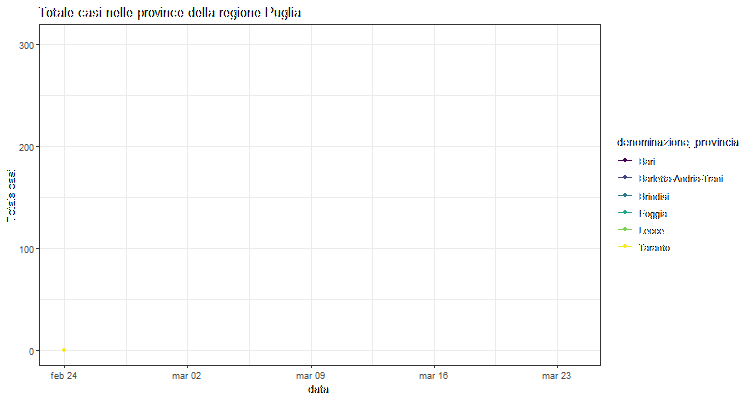 Totale casi nelle province della regione Puglia
300
200
100
0
Totale casi
feb 24
mar 02
mar 09
mar 16
mar 23
data
denominazione_provincia
Bari
Barletta-Andria-Trani
Brindisi
Foggia
Lecce
Taranto